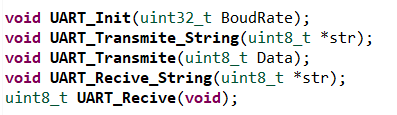 void UART_Init(uint32_t BoudRate);
void UART_Transmite_String(uint8_t *str);
void UART_Transmite(uint8_t Data);
void UART_Recive_String(uint8_t *str);
uint8_t UART_Recive(void);